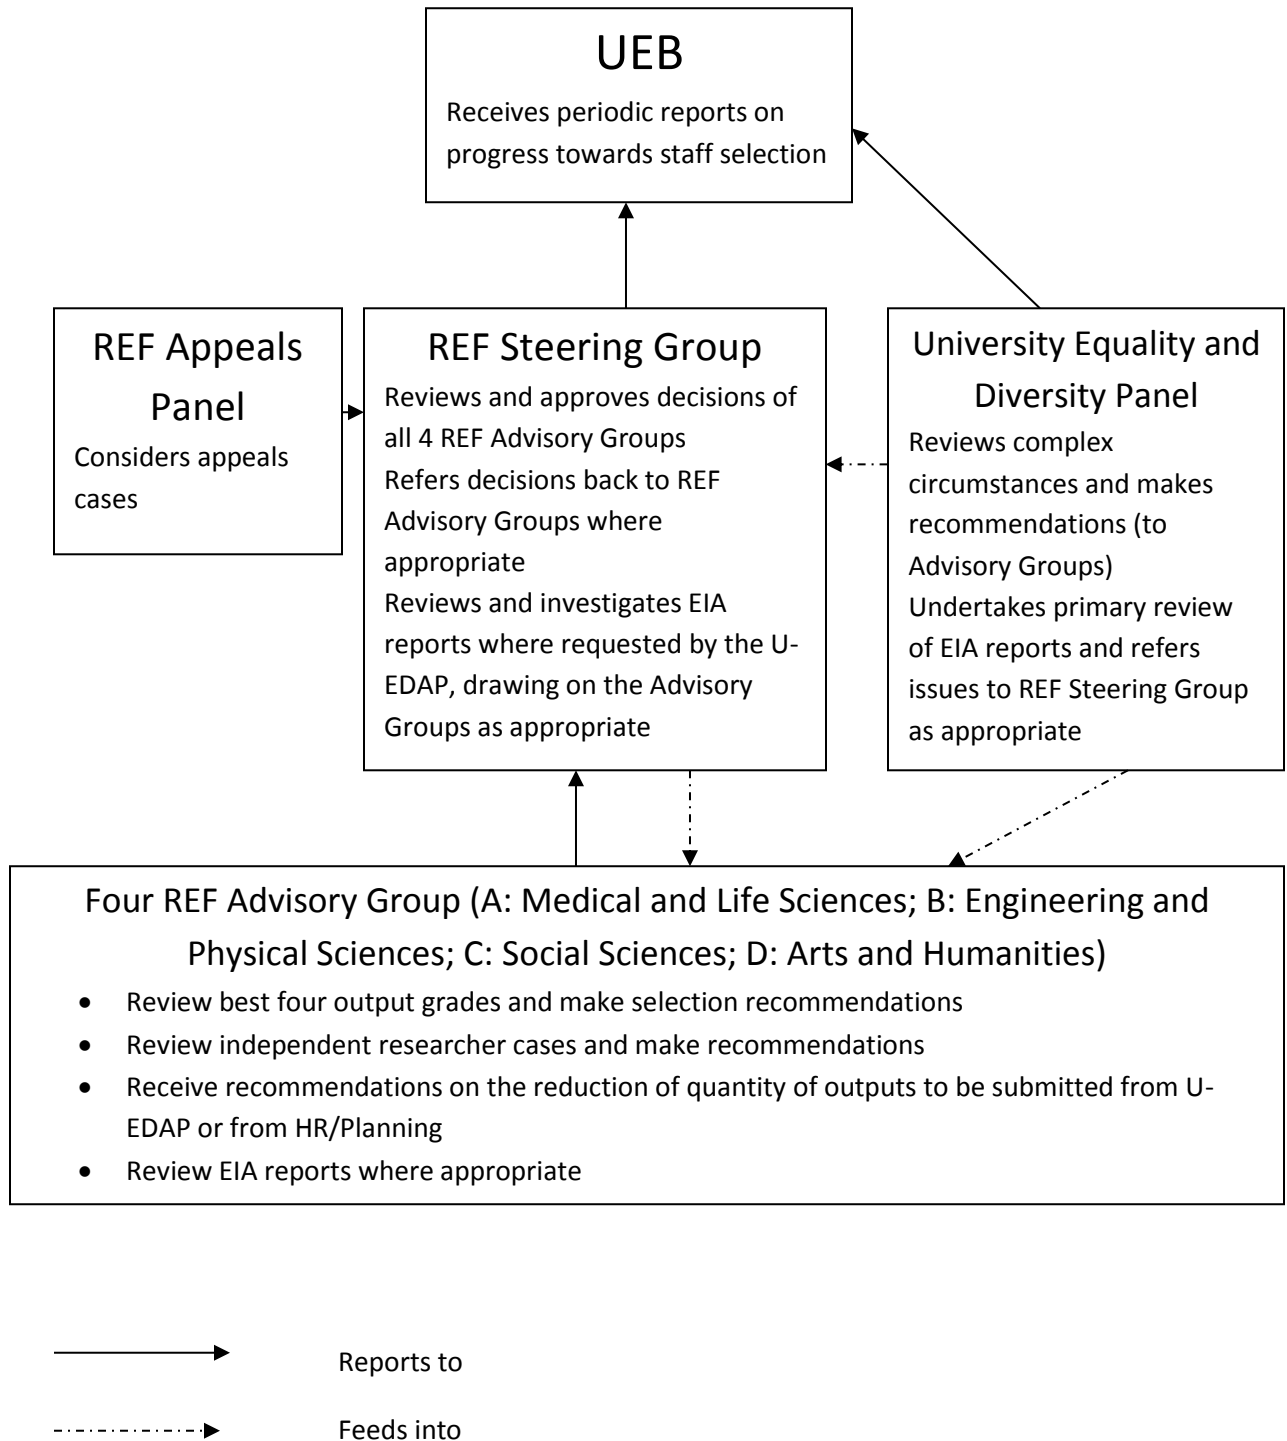 UEB
Receives periodic reports on
progress towards staff selection
REF Appeals
Panel
Considers appeals
cases
REF Steering Group
Reviews and approves decisions of
all 4 REF Advisory Groups
Refers decisions back to REF
Advisory Groups where
appropriate
Reviews and investigates EIA
reports where requested by the U-
EDAP, drawing on the Advisory
Groups as appropriate
University Equality and
Diversity Panel
Reviews complex
circumstances and makes
recommendations (to
Advisory Groups)
Undertakes primary review
of EIA reports and refers
issues to REF Steering Group
as appropriate
Four REF Advisory Group (A: Medical and Life Sciences; B: Engineering and
Physical Sciences; C: Social Sciences; D: Arts and Humanities)
• Review best four output grades and make selection recommendations
• Review independent researcher cases and make recommendations
• Receive recommendations on the reduction of quantity of outputs to be submitted from U-
EDAP or from HR/Planning
• Review EIA reports where appropriate
Reports to
Feeds into